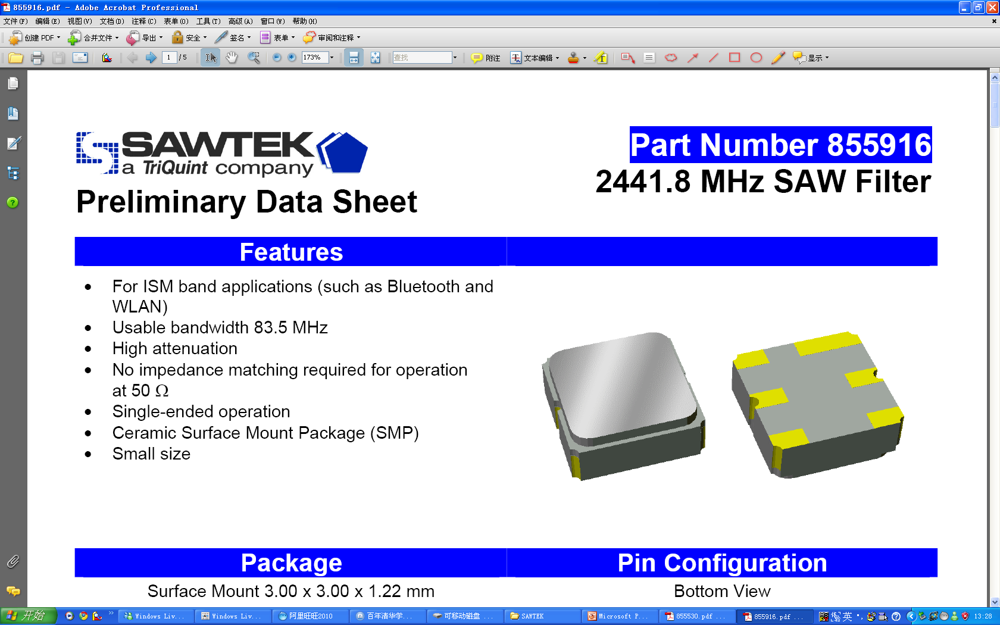 855916.pdf - Adobe Acrobat Professional
文件(F) 编辑(E) 视图(V) 文档(D) 注释(C) 表单(O) 工具(T) 高级(A) 窗口(W) 帮助(H)
创建 PDF 合并文件 导出 安全 签名 表单 审阅和注释
1 / 5 173% 查找 附注 文本编辑 显示
SAWTEK
a TriQuint company
Part Number 855916
2441.8 MHz SAW Filter
Preliminary Data Sheet
Features
• For ISM band applications (such as Bluetooth and
WLAN)
• Usable bandwidth 83.5 MHz
• High attenuation
• No impedance matching required for operation
at 50 Ω
• Single-ended operation
• Ceramic Surface Mount Package (SMP)
• Small size
Package
Pin Configuration
Surface Mount 3.00 x 3.00 x 1.22 mm
Bottom View
开始 Windows Liv... Windows Liv... 阿里旺旺2010 百年清华学... 可移动磁盘 ... SAWTEK Microsoft P... 855530.pdf ... 855916.pdf ... 英 13:28